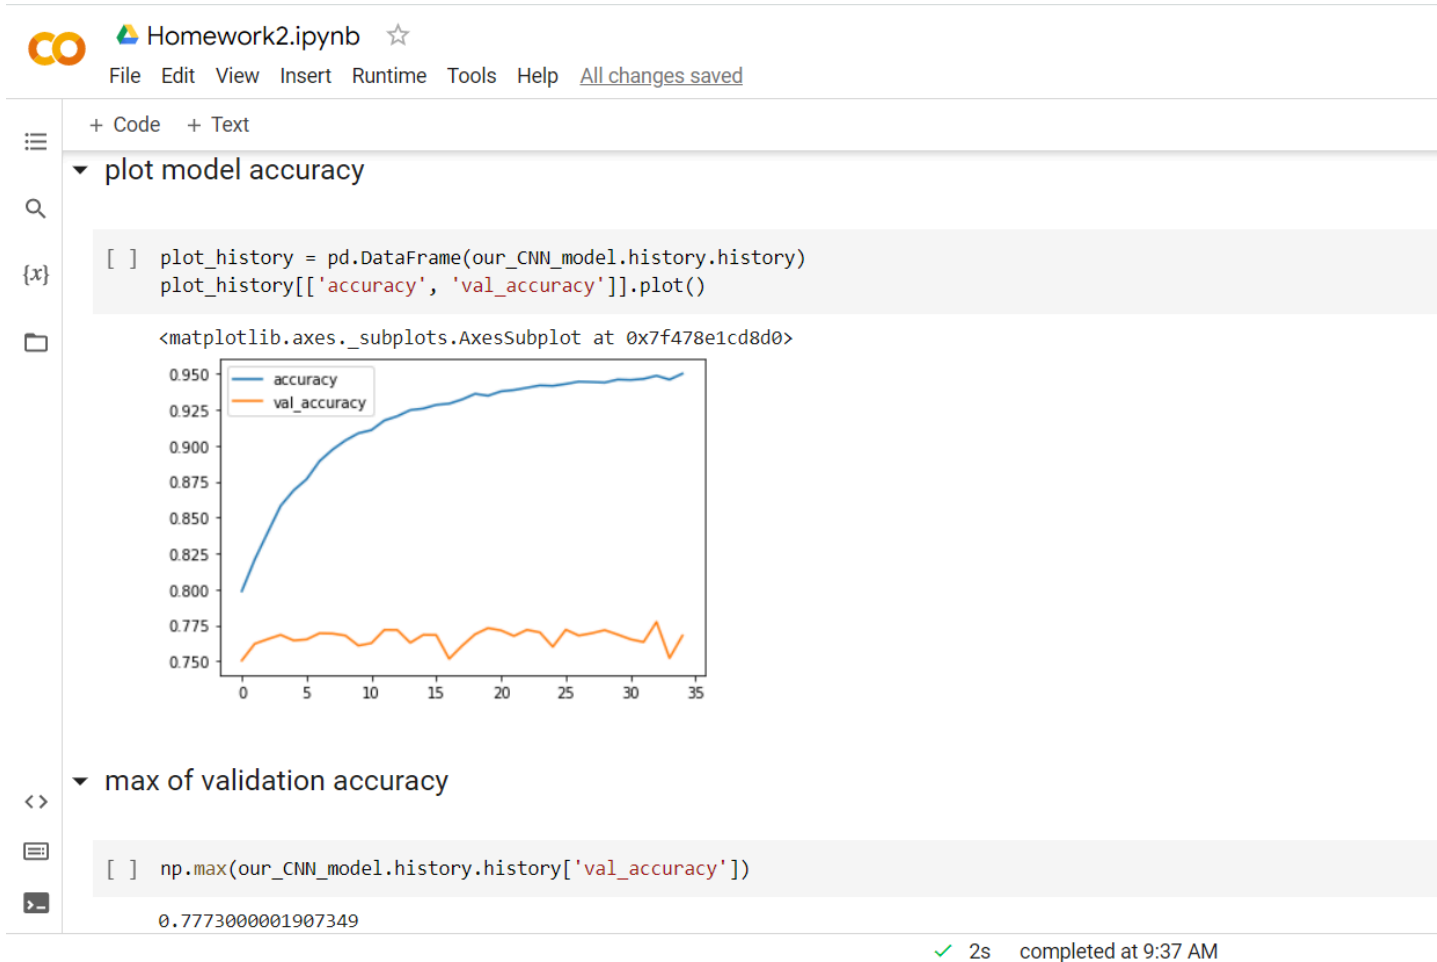 Homework2.ipynb
File Edit View Insert Runtime Tools Help All changes saved
+ Code + Text
plot model accuracy
[ ] plot_history = pd.DataFrame(our_CNN_model.history.history)
plot_history[['accuracy', 'val_accuracy']].plot()
{x}
<matplotlib.axes._subplots.AxesSubplot at 0x7f478e1cd8d0>
accuracy
val_accuracy
0.950
0.925
0.900
0.875
0.850
0.825
0.800
0.775
0.750
0 5 10 15 20 25 30 35
max of validation accuracy
[ ] np.max(our_CNN_model.history.history['val_accuracy'])
0.7773000001907349
2s completed at 9:37 AM